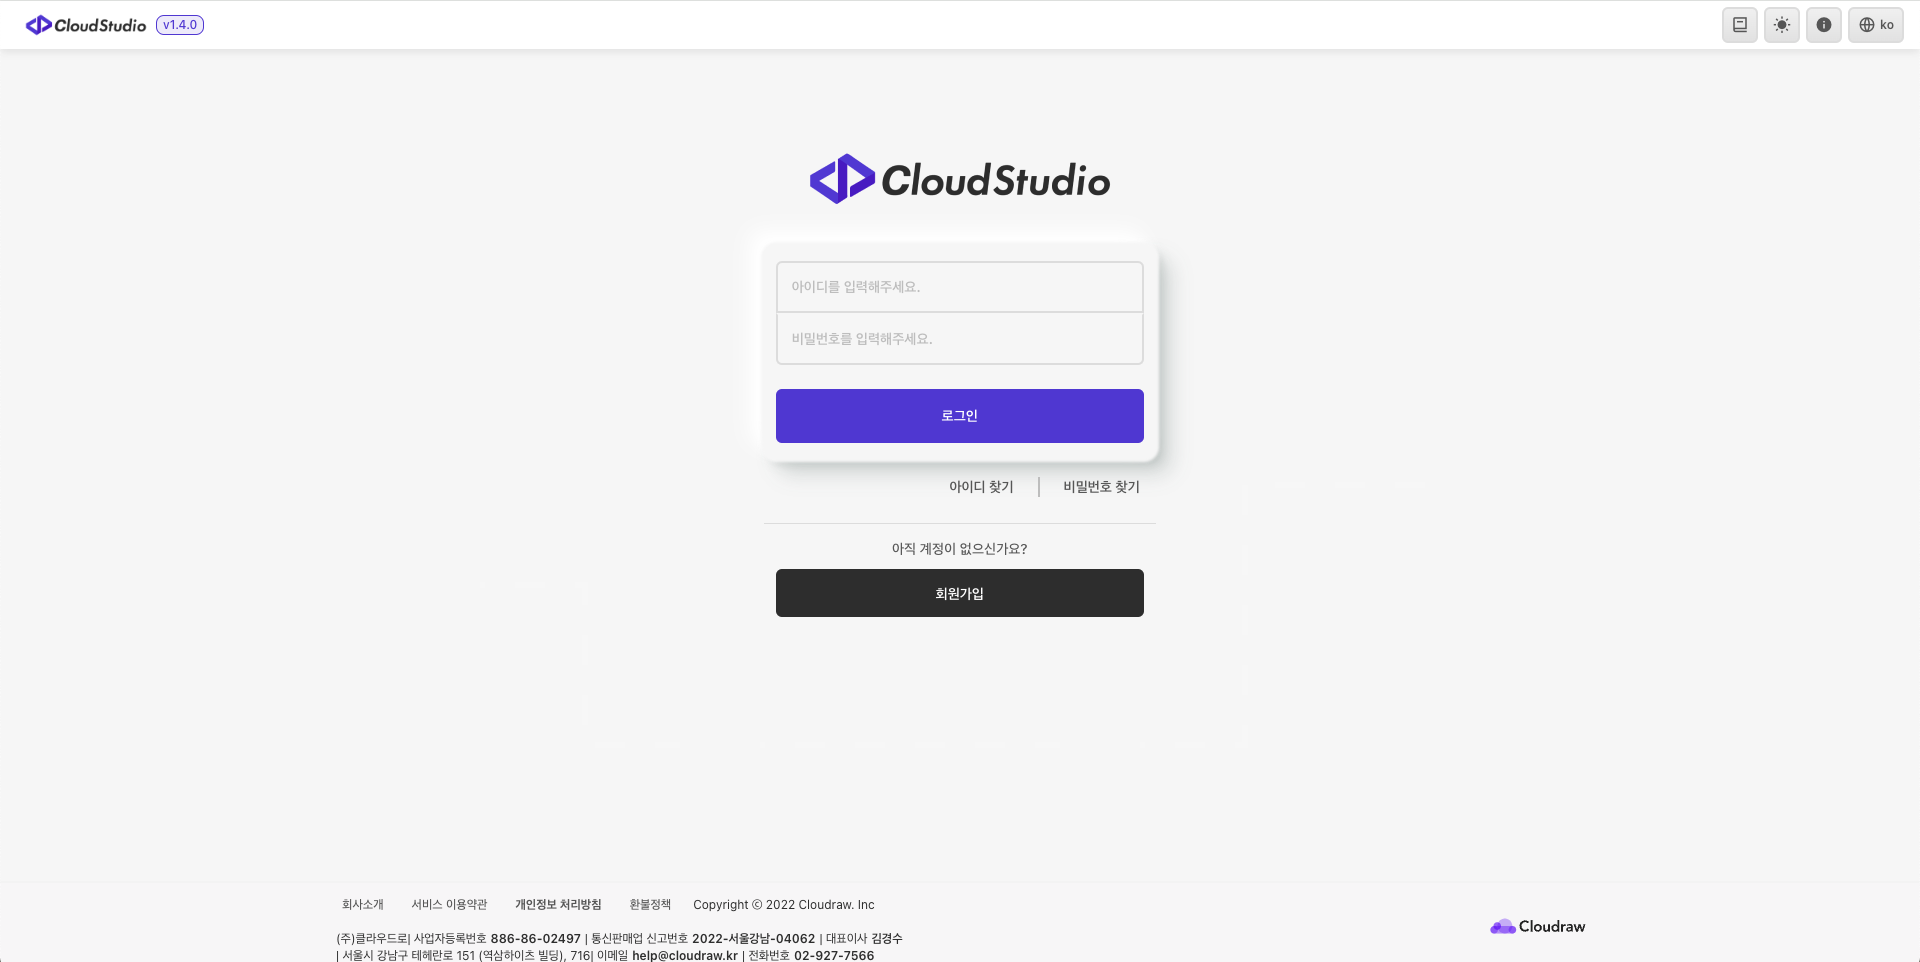 CloudStudio v1.4.0
ko
CloudStudio
아이디를 입력해주세요.
비밀번호를 입력해주세요.
로그인
아이디 찾기 | 비밀번호 찾기
아직 계정이 없으신가요?
회원가입
회사소개 서비스 이용약관 개인정보 처리방침 환불정책 Copyright © 2022 Cloudraw. Inc
Cloudraw
(주)클라우드로| 사업자등록번호 886-86-02497 | 통신판매업 신고번호 2022-서울강남-04062 | 대표이사 김경수
| 서울시 강남구 테헤란로 151 (역삼하이츠 빌딩), 716| 이메일 help@cloudraw.kr | 전화번호 02-927-7566